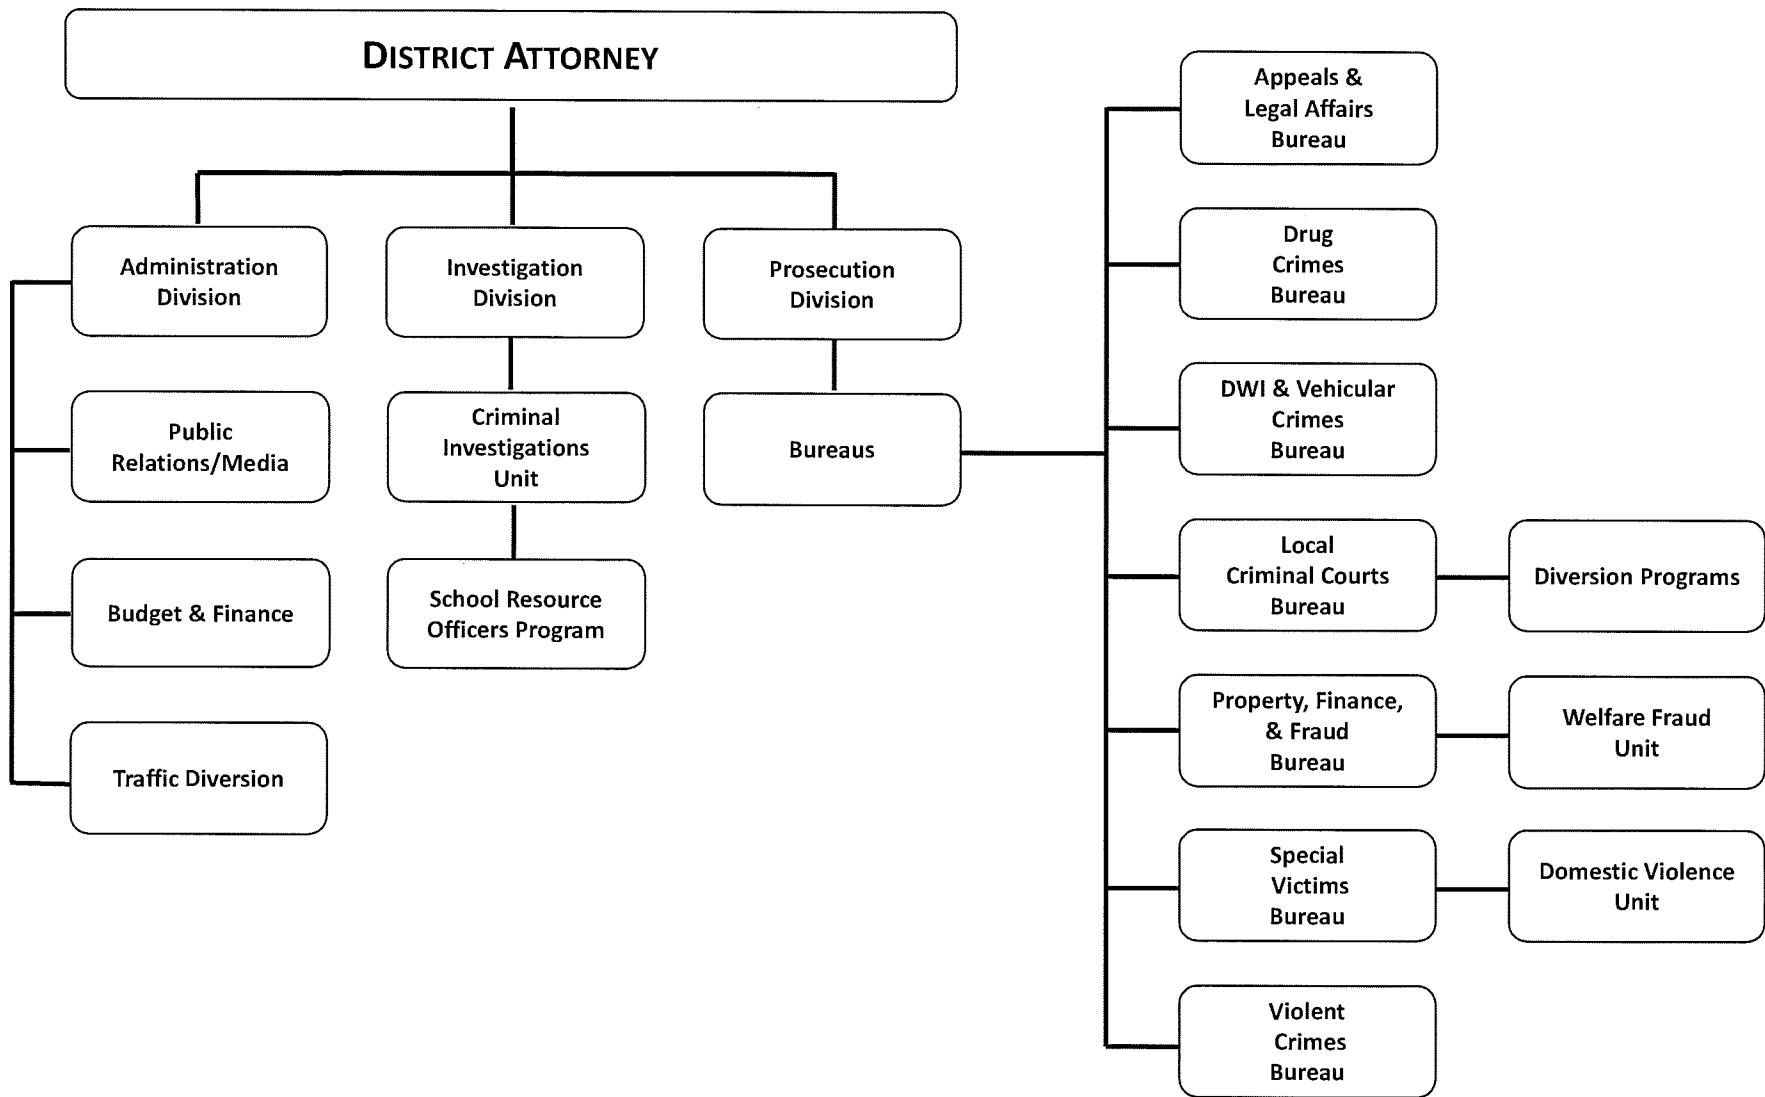 DISTRICT ATTORNEY
Administration
Division
Investigation
Division
Prosecution
Division
Public
Relations/Media
Criminal
Investigations
Unit
Bureaus
Budget & Finance
School Resource
Officers Program
Traffic Diversion
Appeals &
Legal Affairs
Bureau
Drug
Crimes
Bureau
DWI & Vehicular
Crimes
Bureau
Local
Criminal Courts
Bureau
Diversion Programs
Property, Finance,
& Fraud
Bureau
Welfare Fraud
Unit
Special
Victims
Bureau
Domestic Violence
Unit
Violent
Crimes
Bureau